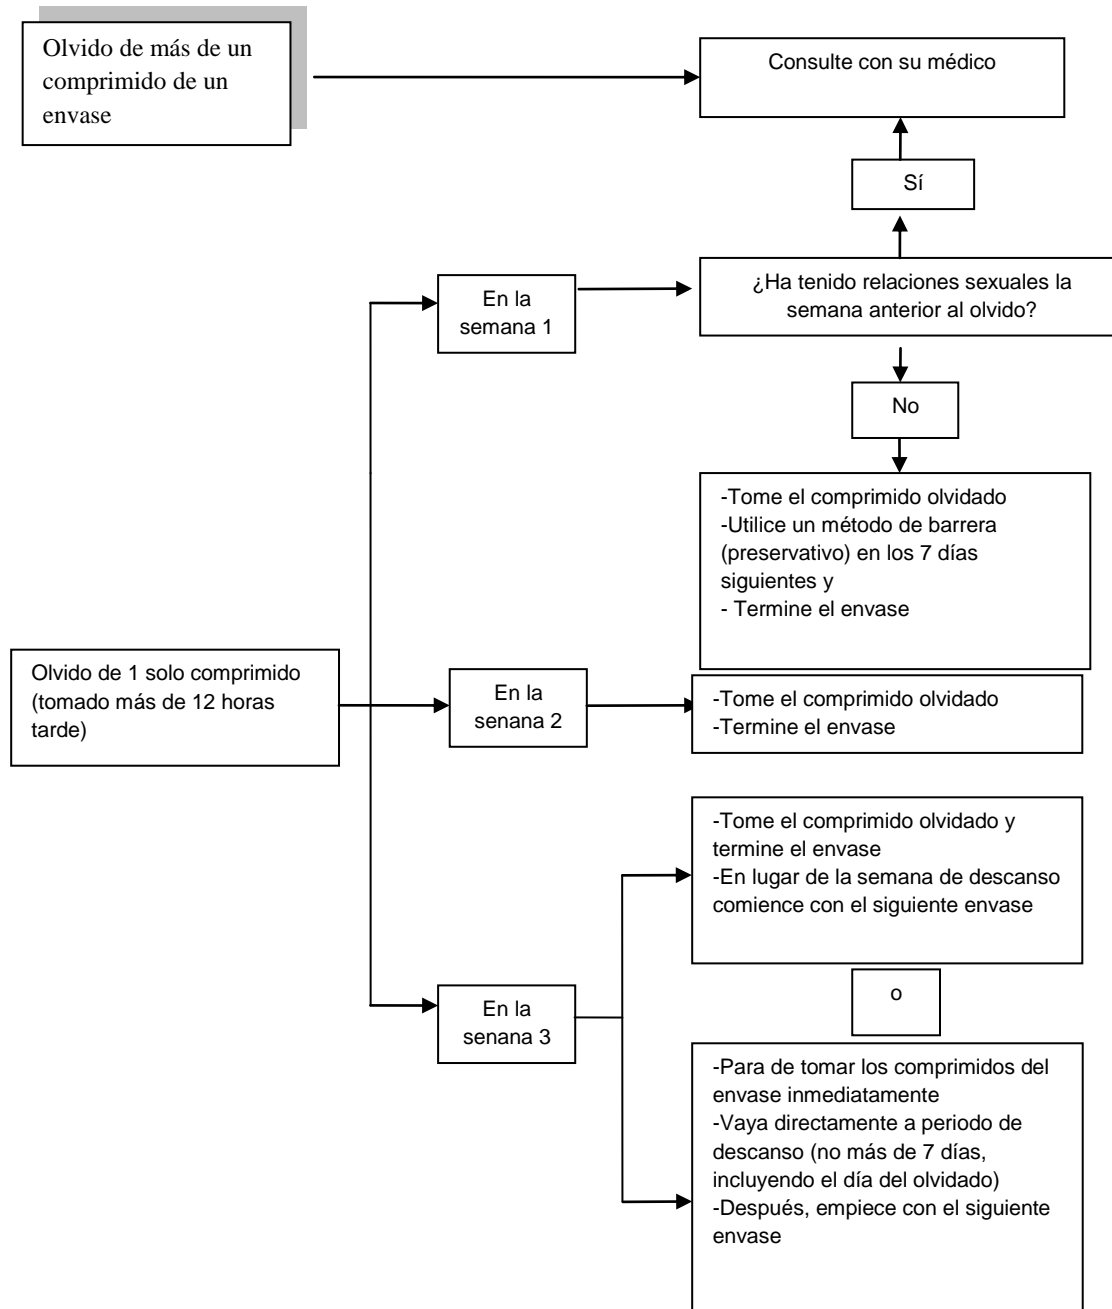 Olvido de más de un
comprimido de un
envase
Consulte con su médico
Sí
¿Ha tenido relaciones sexuales la
semana anterior al olvido?
En la
semana 1
No
-Tome el comprimido olvidado
-Utilice un método de barrera
(preservativo) en los 7 días
siguientes y
- Termine el envase
Olvido de 1 solo comprimido
(tomado más de 12 horas
tarde)
En la
senana 2
-Tome el comprimido olvidado
-Termine el envase
-Tome el comprimido olvidado y
termine el envase
-En lugar de la semana de descanso
comience con el siguiente envase
o
En la
senana 3
-Para de tomar los comprimidos del
envase inmediatamente
-Vaya directamente a periodo de
descanso (no más de 7 días,
incluyendo el día del olvidado)
-Después, empiece con el siguiente
envase